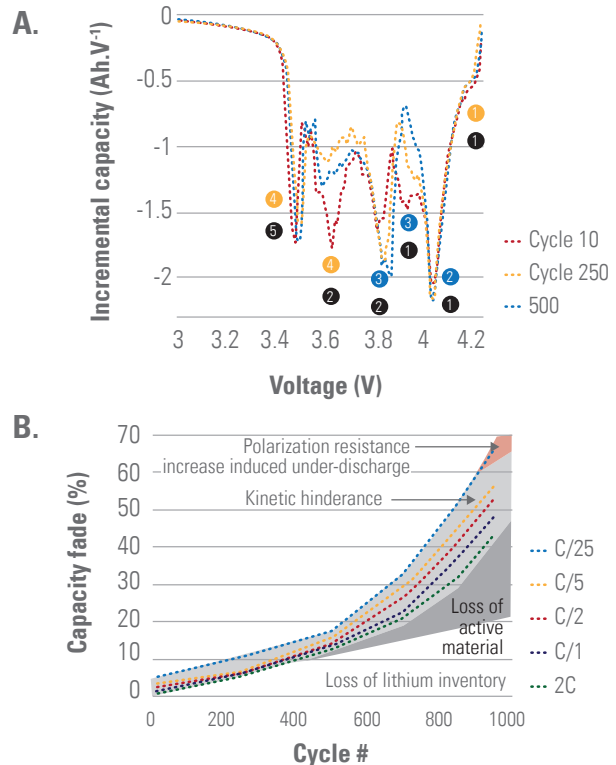 A.
Incremental capacity (Ah.V⁻¹)
0
-0.5
-1
-1.5
-2
1
1
4
5
4
2
3
2
3
1
2
1
3
3.2
3.4
3.6
3.8
4
4.2
Voltage (V)
Cycle 10
Cycle 250
500
B.
Capacity fade (%)
70
60
50
40
30
20
10
0
Polarization resistance
increase induced under-discharge
Kinetic hinderance
Loss of
active
material
Loss of lithium inventory
0
200
400
600
800
1000
Cycle #
C/25
C/5
C/2
C/1
2C